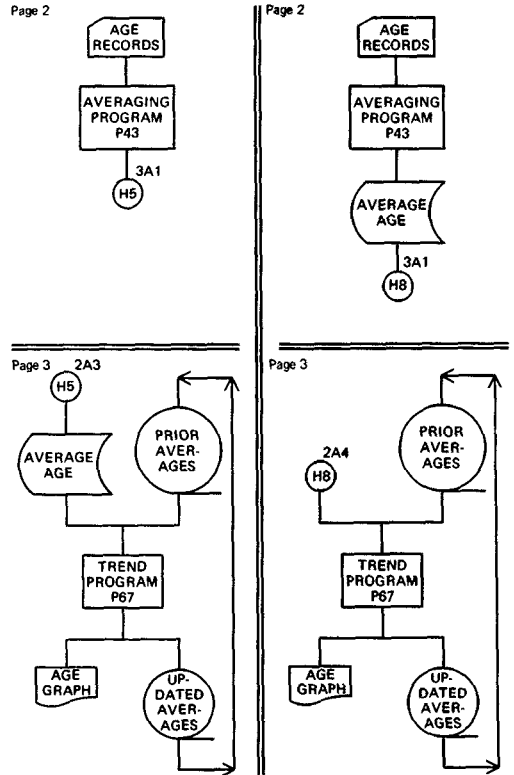 Page 2
AGE
RECORDS
AVERAGING
PROGRAM
P43
3A1
H5
Page 2
AGE
RECORDS
AVERAGING
PROGRAM
P43
AVERAGE
AGE
3A1
H8
Page 3
2A3
H5
AVERAGE
AGE
PRIOR
AVER-
AGES
TREND
PROGRAM
P67
AGE
GRAPH
UP-
DATED
AVER-
AGES
Page 3
2A4
H8
PRIOR
AVER-
AGES
TREND
PROGRAM
P67
AGE
GRAPH
UP-
DATED
AVER-
AGES